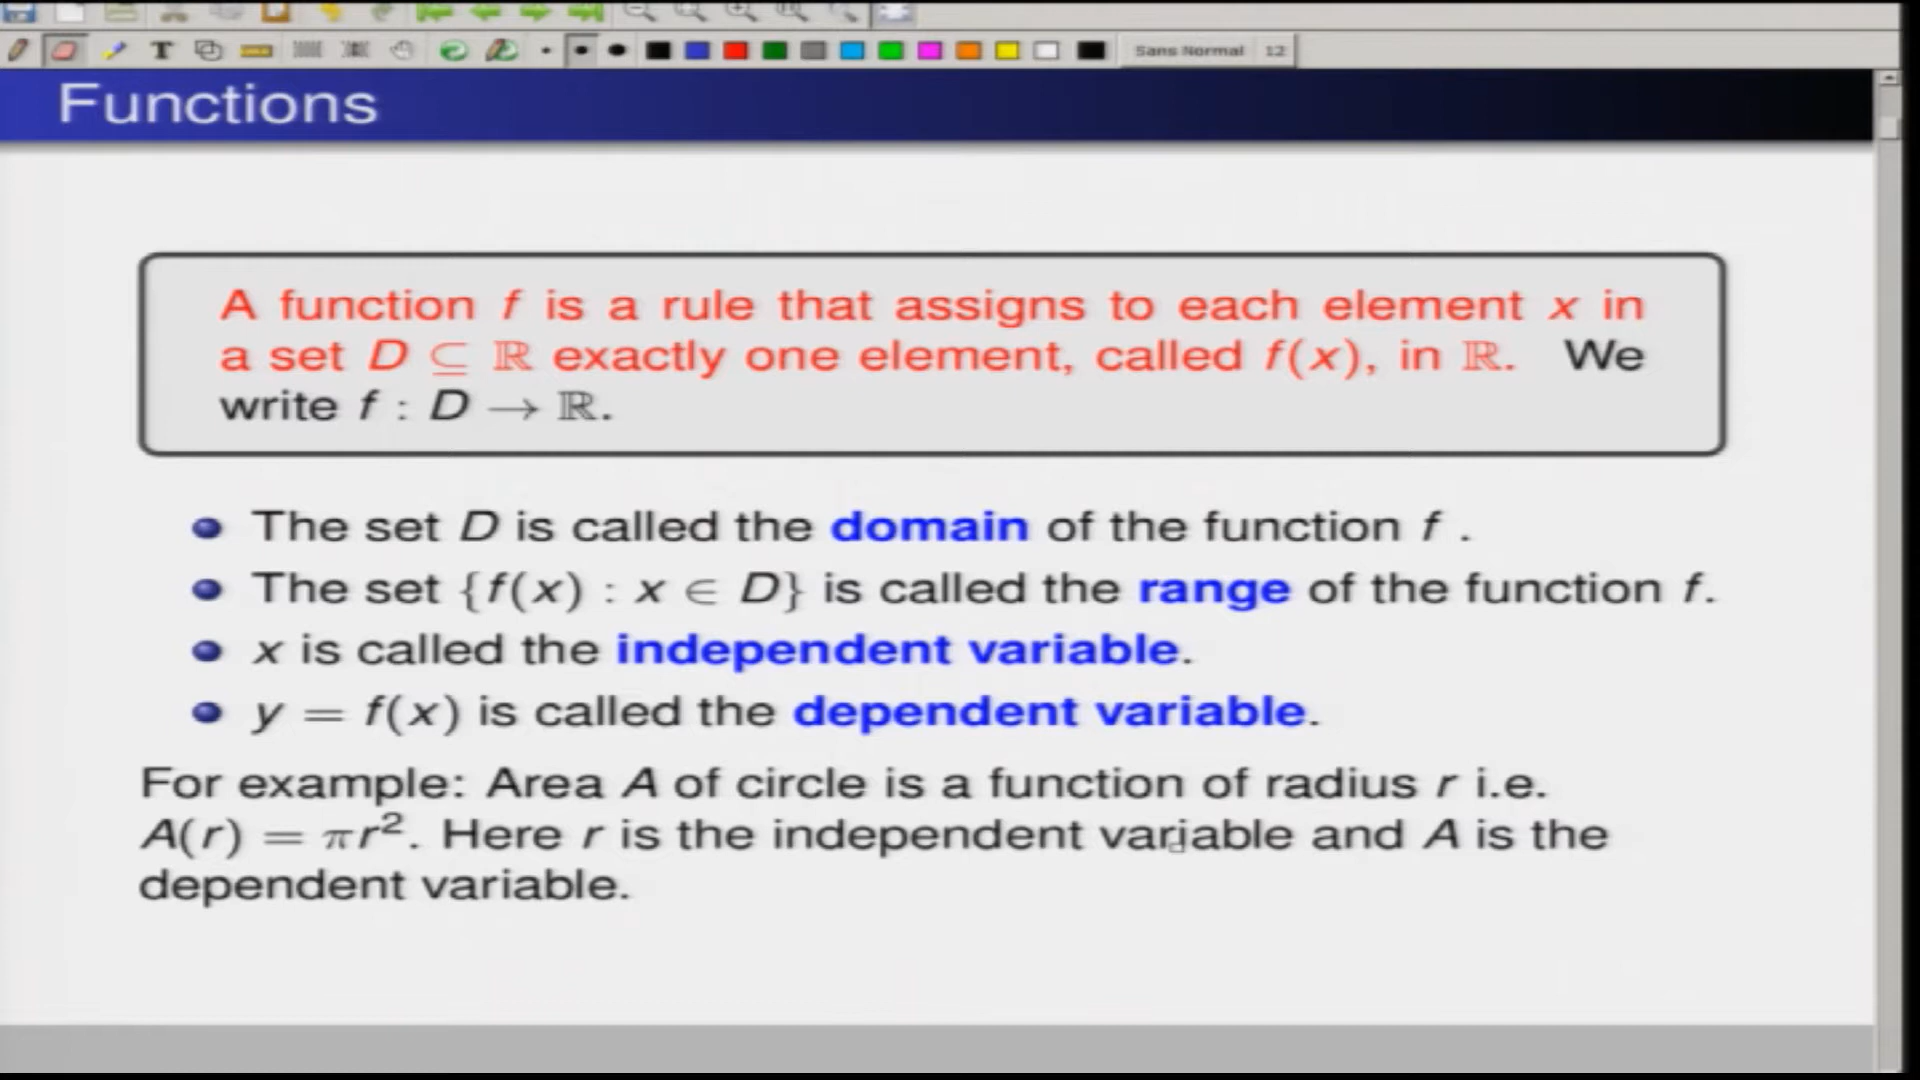 T Sans Normal 12
Functions
A function f is a rule that assigns to each element x in
a set D ⊆ ℝ exactly one element, called f(x), in ℝ. We
write f : D → ℝ.
The set D is called the domain of the function f .
The set {f(x) : x ∈ D} is called the range of the function f.
x is called the independent variable.
y = f(x) is called the dependent variable.
For example: Area A of circle is a function of radius r i.e.
A(r) = πr². Here r is the independent variable and A is the
dependent variable.